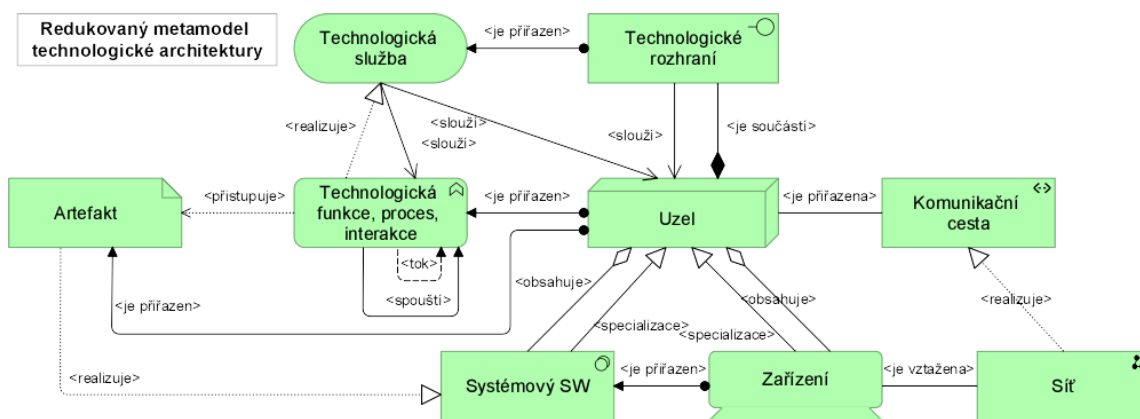 Redukovaný metamodel
technologické architektury
Technologická
služba
<je přiřazen>
Technologické
rozhraní
<realizuje>
<slouží>
<slouží>
<slouží>
<je součástí>
Artefakt
<přistupuje>
Technologická
funkce, proces,
interakce
<je přiřazen>
Uzel
<je přiřazena>
Komunikační
cesta
<tok>
<spouští>
<je přiřazen>
<obsahuje>
<obsahuje>
<realizuje>
<specializace>
<specializace>
<realizuje>
Systémový SW
<je přiřazen>
Zařízení
<je vztažena>
Síť